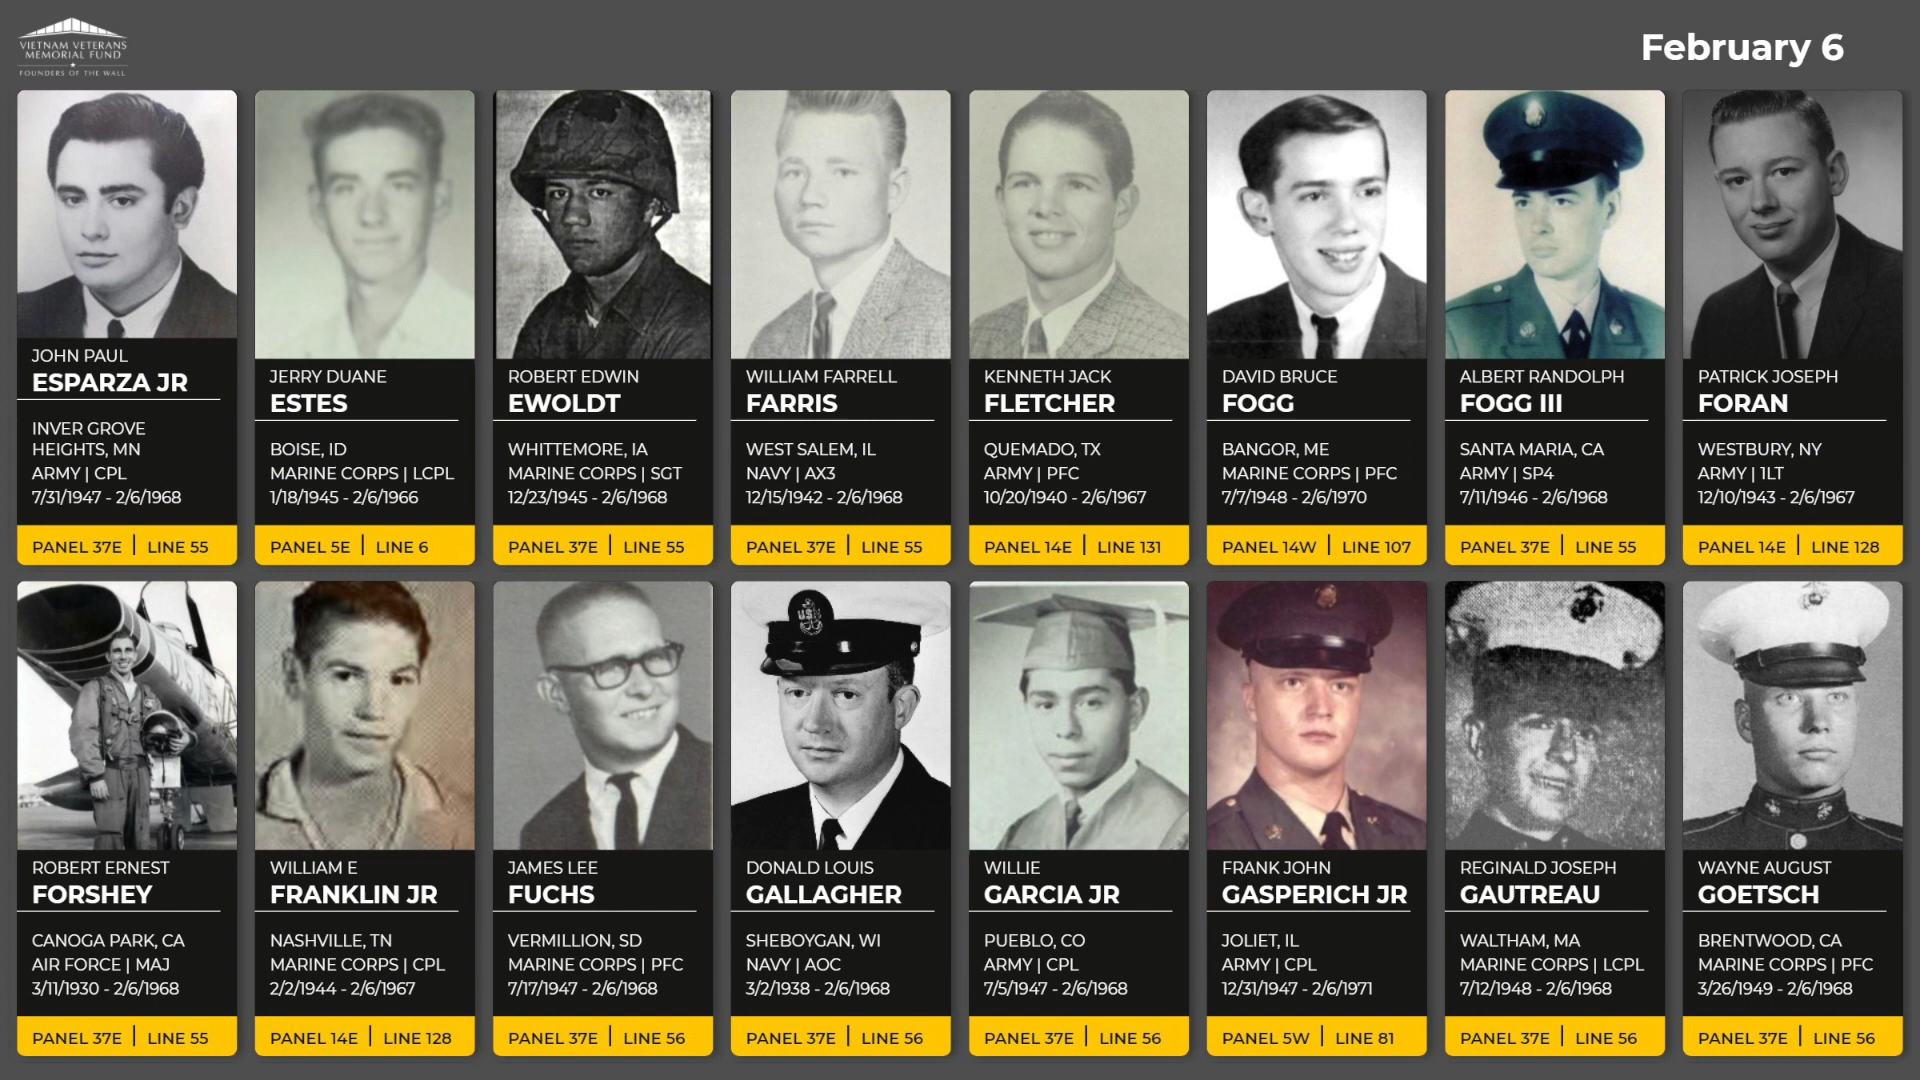 VIETNAM VETERANS
MEMORIAL FUND
FOUNDERS OF THE WALL
February 6
JOHN PAUL
ESPARZA JR
INVER GROVE
HEIGHTS, MN
ARMY | CPL
7/31/1947 - 2/6/1968
PANEL 37E | LINE 55
JERRY DUANE
ESTES
BOISE, ID
MARINE CORPS | LCPL
1/18/1945 - 2/6/1966
PANEL 5E | LINE 6
ROBERT EDWIN
EWOLDT
WHITTEMORE, IA
MARINE CORPS | SGT
12/23/1945 - 2/6/1968
PANEL 37E | LINE 55
WILLIAM FARRELL
FARRIS
WEST SALEM, IL
NAVY | AX3
12/15/1942 - 2/6/1968
PANEL 37E | LINE 55
KENNETH JACK
FLETCHER
QUEMADO, TX
ARMY | PFC
10/20/1940 - 2/6/1967
PANEL 14E | LINE 131
DAVID BRUCE
FOGG
BANGOR, ME
MARINE CORPS | PFC
7/7/1948 - 2/6/1970
PANEL 14W | LINE 107
ALBERT RANDOLPH
FOGG III
SANTA MARIA, CA
ARMY | SP4
7/11/1946 - 2/6/1968
PANEL 37E | LINE 55
PATRICK JOSEPH
FORAN
WESTBURY, NY
ARMY | 1LT
12/10/1943 - 2/6/1967
PANEL 14E | LINE 128
ROBERT ERNEST
FORSHEY
CANOGA PARK, CA
AIR FORCE | MAJ
3/11/1930 - 2/6/1968
PANEL 37E | LINE 55
WILLIAM E
FRANKLIN JR
NASHVILLE, TN
MARINE CORPS | CPL
2/2/1944 - 2/6/1967
PANEL 14E | LINE 128
JAMES LEE
FUCHS
VERMILLION, SD
MARINE CORPS | PFC
7/17/1947 - 2/6/1968
PANEL 37E | LINE 56
USN
DONALD LOUIS
GALLAGHER
SHEBOYGAN, WI
NAVY | AOC
3/2/1938 - 2/6/1968
PANEL 37E | LINE 56
WILLIE
GARCIA JR
PUEBLO, CO
ARMY | CPL
7/5/1947 - 2/6/1968
PANEL 37E | LINE 56
FRANK JOHN
GASPERICH JR
JOLIET, IL
ARMY | CPL
12/31/1947 - 2/6/1971
PANEL 5W | LINE 81
REGINALD JOSEPH
GAUTREAU
WALTHAM, MA
MARINE CORPS | LCPL
7/12/1948 - 2/6/1968
PANEL 37E | LINE 56
WAYNE AUGUST
GOETSCH
BRENTWOOD, CA
MARINE CORPS | PFC
3/26/1949 - 2/6/1968
PANEL 37E | LINE 56